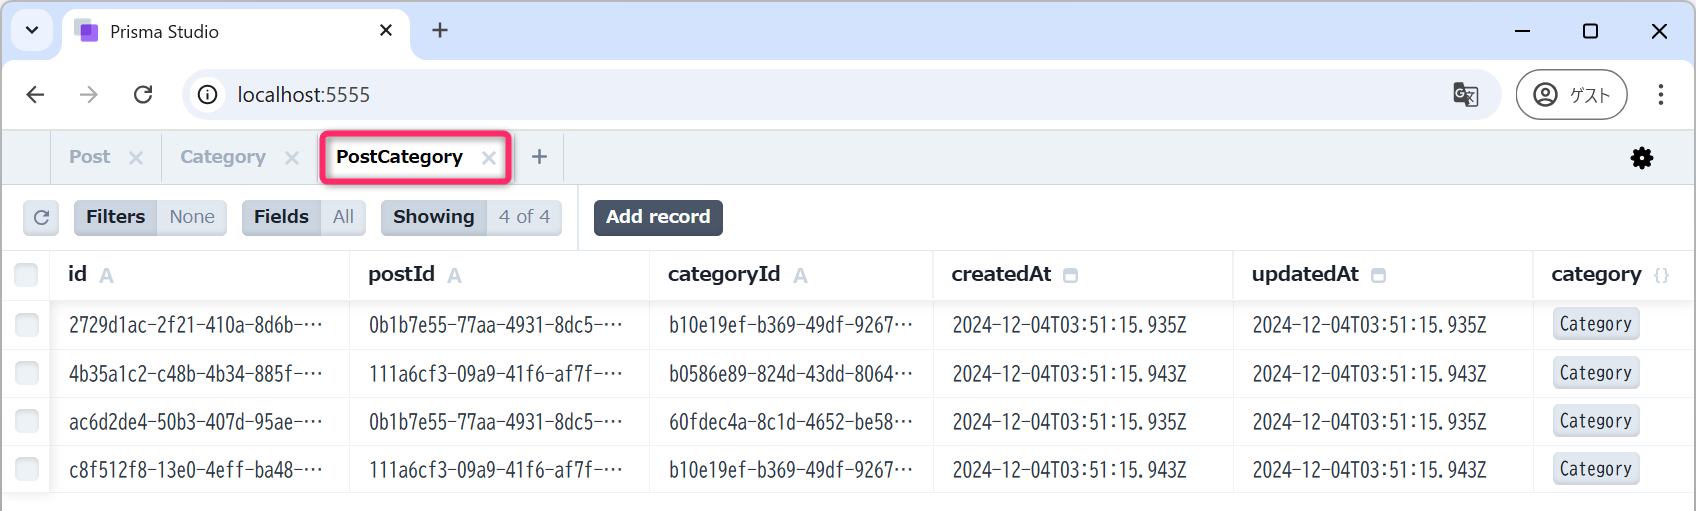 Prisma Studio
localhost:5555
ゲスト
Post Category PostCategory
Filters None Fields All Showing 4 of 4 Add record
id postId categoryId createdAt updatedAt category
2729d1ac-2f21-410a-8d6b-… 0b1b7e55-77aa-4931-8dc5-… b10e19ef-b369-49df-9267… 2024-12-04T03:51:15.935Z 2024-12-04T03:51:15.935Z Category
4b35a1c2-c48b-4b34-885f-… 111a6cf3-09a9-41f6-af7f-… b0586e89-824d-43dd-8064… 2024-12-04T03:51:15.943Z 2024-12-04T03:51:15.943Z Category
ac6d2de4-50b3-407d-95ae-… 0b1b7e55-77aa-4931-8dc5-… 60fdec4a-8c1d-4652-be58… 2024-12-04T03:51:15.935Z 2024-12-04T03:51:15.935Z Category
c8f512f8-13e0-4eff-ba48-… 111a6cf3-09a9-41f6-af7f-… b10e19ef-b369-49df-9267… 2024-12-04T03:51:15.943Z 2024-12-04T03:51:15.943Z Category